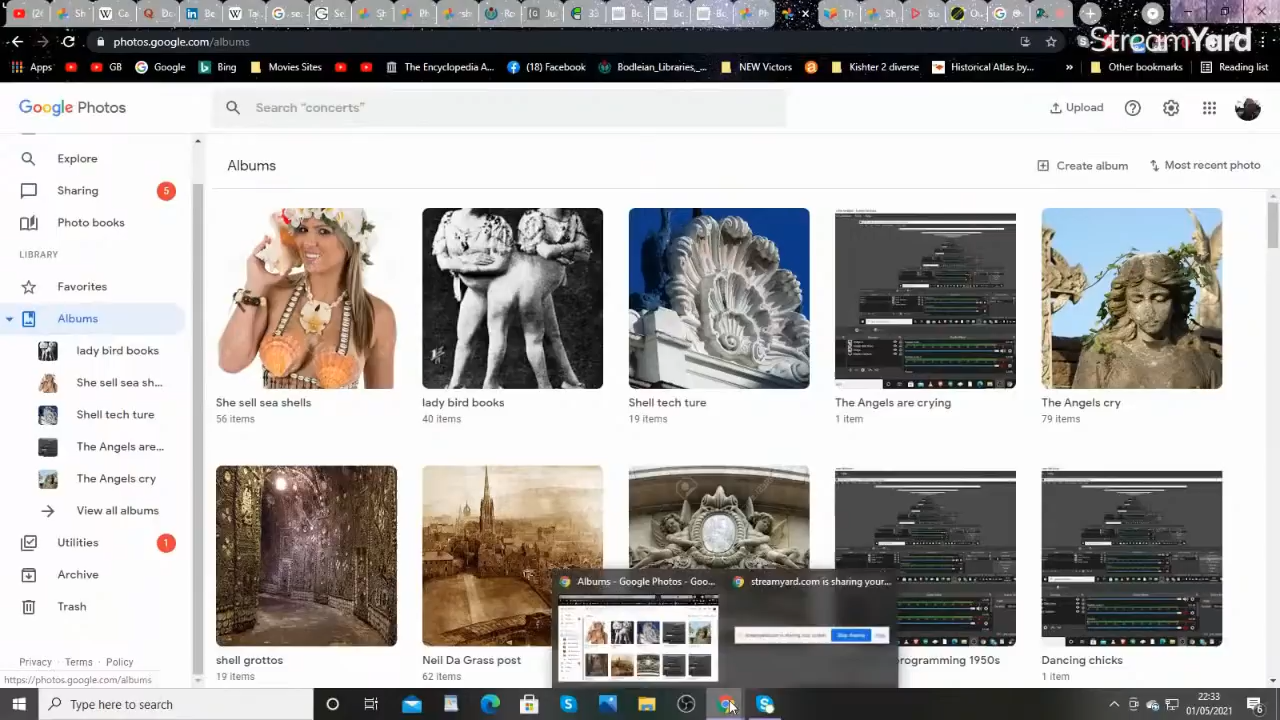 photos.google.com/albums
StreamYard
Apps
GB
Google
Bing
Movies Sites
The Encyclopedia A...
(18) Facebook
Bodleian_Libraries_...
NEW Victors
Kishter 2 diverse
Historical Atlas by...
»
Other bookmarks
Reading list
Google Photos
Search “concerts”
Upload
Explore
Albums
Create album
Most recent photo
Sharing
5
Photo books
LIBRARY
Favorites
Albums
lady bird books
She sell sea sh...
Shell tech ture
The Angels are...
The Angels cry
View all albums
Utilities
1
Archive
Trash
She sell sea sells
56 items
lady bird books
40 items
Shell tech ture
19 items
The Angels are crying
1 item
The Angels cry
79 items
Albums - Google Photos - Goo...
streamyard.com is sharing your...
Stop sharing
Hide
shell grottos
19 items
Neil Da Grass post
62 items
programming 1950s
Dancing chicks
1 item
Privacy · Terms · Policy
https://photos.google.com/albums
Type here to search
22:33
01/05/2021
6